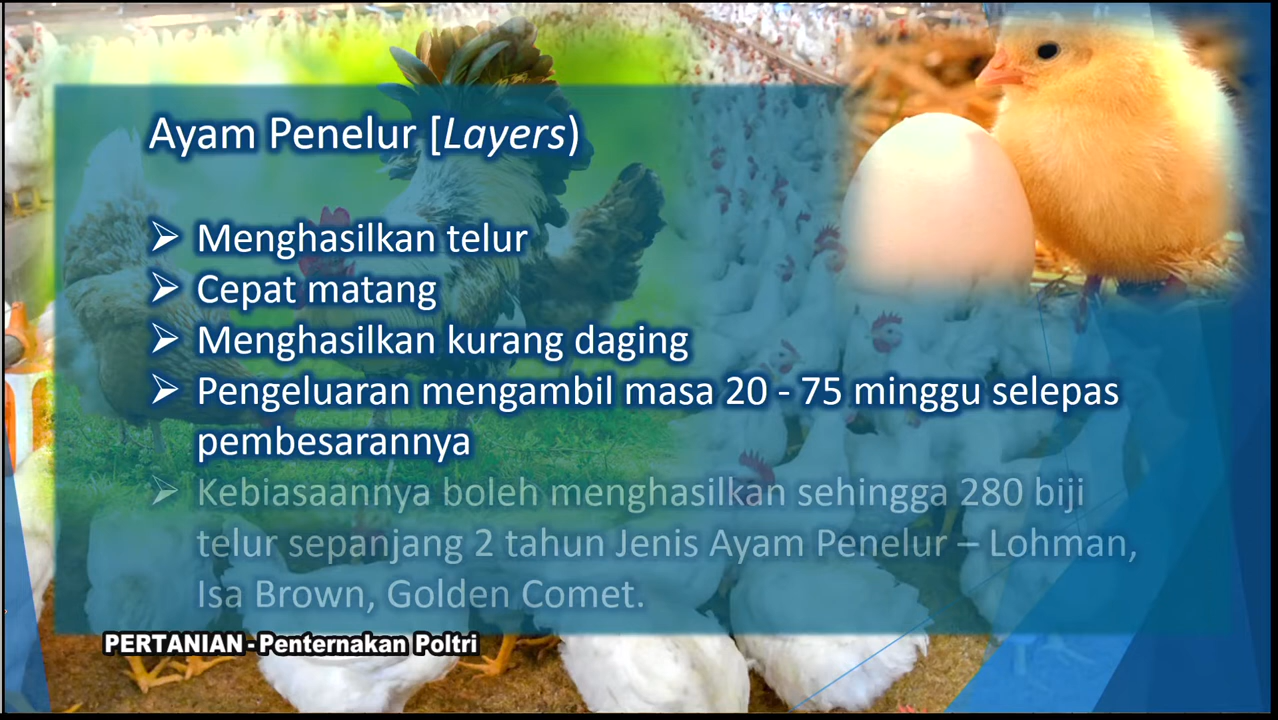 Ayam Penelur [Layers)
➢ Menghasilkan telur
➢ Cepat matang
➢ Menghasilkan kurang daging
➢ Pengeluaran mengambil masa 20 - 75 minggu selepas
pembesarannya
➢ Kebiasaannya boleh menghasilkan sehingga 280 biji
telur sepanjang 2 tahun Jenis Ayam Penelur – Lohman,
Isa Brown, Golden Comet.
PERTANIAN - Penternakan Poltri